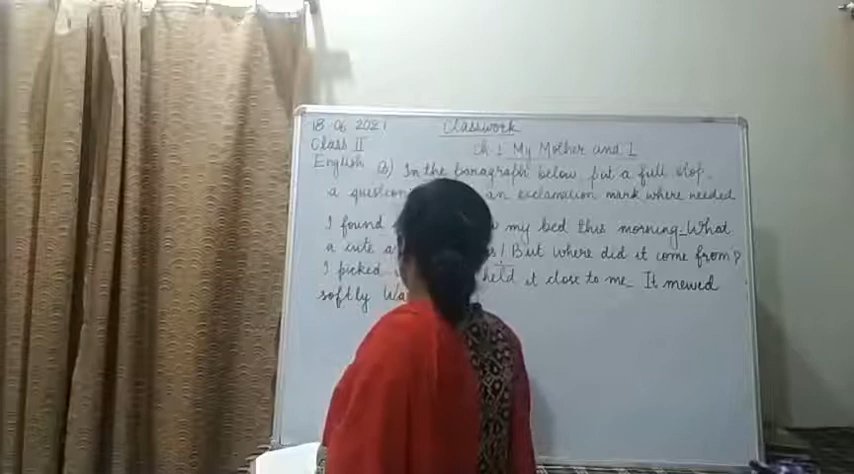 18.06.2021 Classwork
Class II Ch 1 My Mother and I
English B) In the paragraph below, put a full stop
a question an exclamation mark where needed
I found my bed this morning_ What
a cute ! But where did it come from?
I picked held it close to me_ It mewed
softly